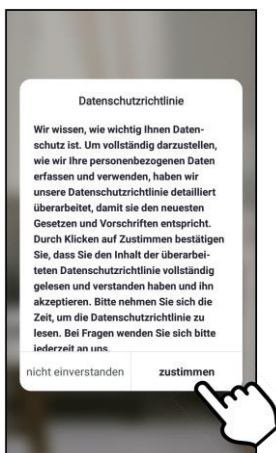 Datenschutzrichtlinie
Wir wissen, wie wichtig Ihnen Daten-
schutz ist. Um vollständig darzustellen,
wie wir Ihre personenbezogenen Daten
erfassen und verwenden, haben wir
unsere Datenschutzrichtlinie detailliert
überarbeitet, damit sie den neuesten
Gesetzen und Vorschriften entspricht.
Durch Klicken auf Zustimmen bestätigen
Sie, dass Sie den Inhalt der überarbei-
teten Datenschutzrichtlinie vollständig
gelesen und verstanden haben und ihn
akzeptieren. Bitte nehmen Sie sich die
Zeit, um die Datenschutzrichtlinie zu
lesen. Bei Fragen wenden Sie sich bitte
jederzeit an uns.
nicht einverstanden zustimmen